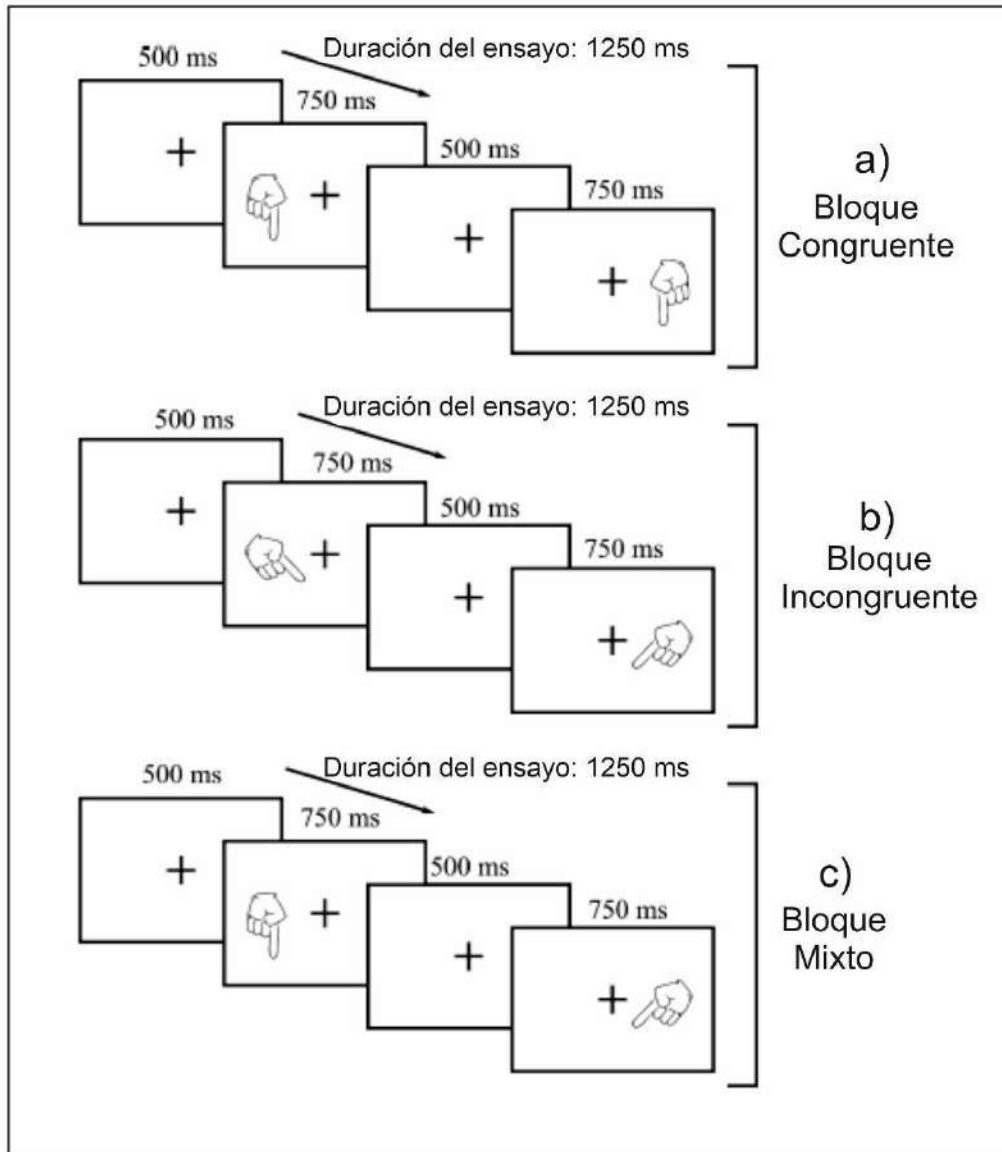 Duración del ensayo: 1250 ms
500 ms
750 ms
500 ms
750 ms
a)
Bloque
Congruente
Duración del ensayo: 1250 ms
500 ms
750 ms
500 ms
750 ms
b)
Bloque
Incongruente
Duración del ensayo: 1250 ms
500 ms
750 ms
500 ms
750 ms
c)
Bloque
Mixto